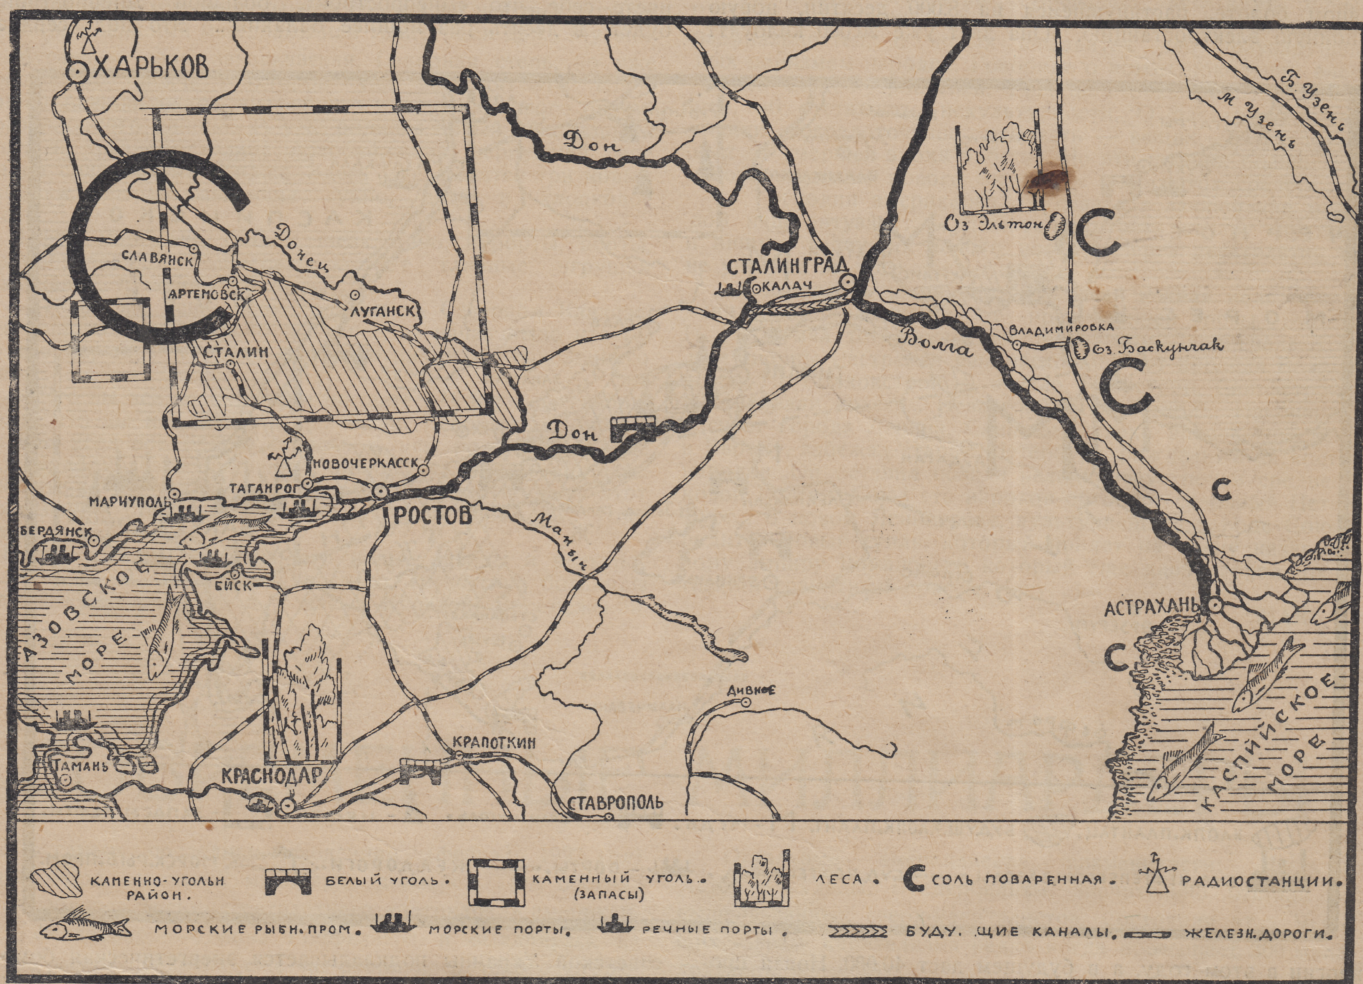 ХАРЬКОВ
Б. Узень
М Узень
Дон
Оз Эльтон
С
Донец
СЛАВЯНСК
СТАЛИНГРАД
КАЛАЧ
АРТЕМОВСК
ЛУГАНСК
ВЛАДИМИРОВКА
Волга
Оз. Баскунчак
С
СТАЛИН
Дон
НОВОЧЕРКАССК
ТАГАНРОГ
МАРИУПОЛЬ
РОСТОВ
С
Маныч
БЕРДЯНСК
ЕЙСК
АЗОВСКОЕ
МОРЕ
АСТРАХАНЬ
С
Дивное
КРАПОТКИН
ТАМАНЬ
КРАСНОДАР
СТАВРОПОЛЬ
КАСПИЙСКОЕ
МОРЕ
КАМЕННО-УГОЛЬН
РАЙОН.
БЕЛЫЙ УГОЛЬ.
КАМЕННЫЙ УГОЛЬ.
(ЗАПАСЫ)
ЛЕСА.
С СОЛЬ ПОВАРЕННАЯ.
РАДИОСТАНЦИИ.
МОРСКИЕ РЫБН. ПРОМ.
МОРСКИЕ ПОРТЫ.
РЕЧНЫЕ ПОРТЫ.
БУДУ. ЩИЕ КАНАЛЫ.
ЖЕЛЕЗН. ДОРОГИ.